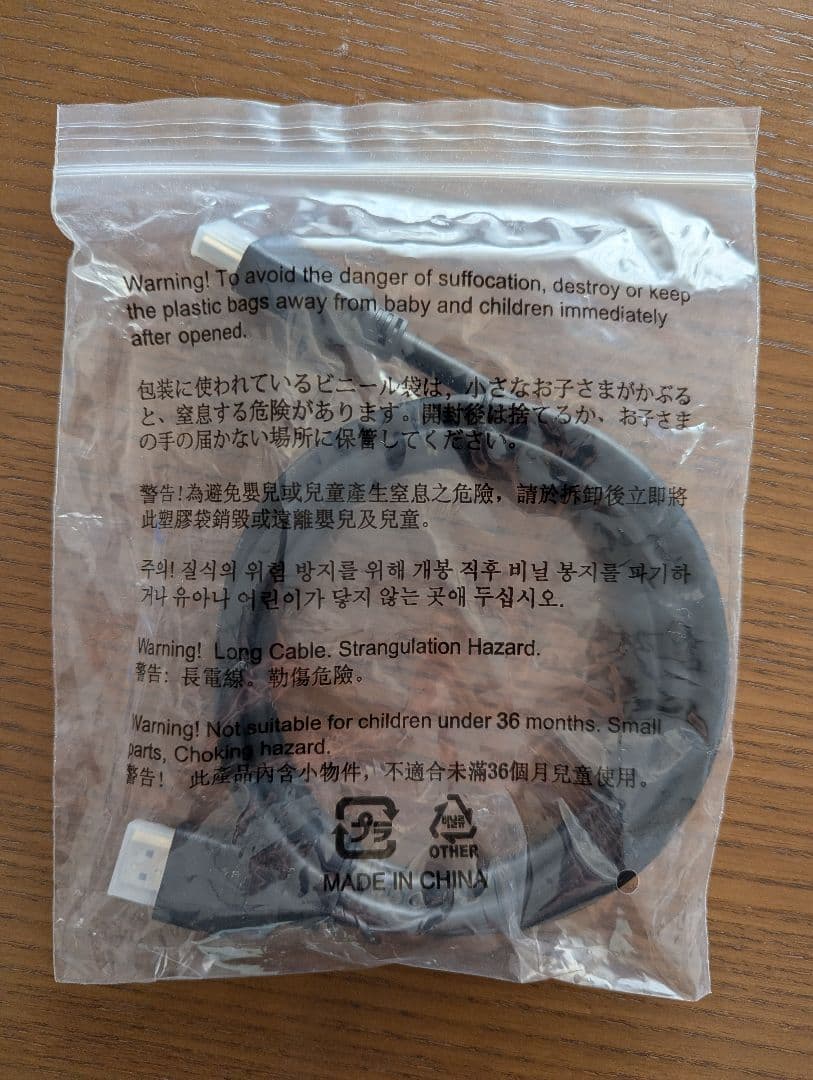 Warning! To avoid the danger of suffocation, destroy or keep
the plastic bags away from baby and children immediately
after opened.
包装に使われているビニール袋は，小さなお子さまがかぶる
と、窒息する危険があります。開封後は捨てるか、お子さま
の手の届かない場所に保管してください。
警告!為避免嬰兒或兒童產生窒息之危險，請於拆卸後立即將
此塑膠袋銷毀或遠離嬰兒及兒童。
주의! 질식의 위험 방지를 위해 개봉 직후 비닐 봉지를 파기하
거나 유아나 어린이가 닿지 않는 곳애 두십시오.
Warning! Long Cable. Strangulation Hazard.
警告: 長電線。勒傷危險。
Warning! Not suitable for children under 36 months. Small
parts, Choking hazard.
警告! 此產品內含小物件，不適合未滿36個月兒童使用。
プラ 비닐류
OTHER
MADE IN CHINA